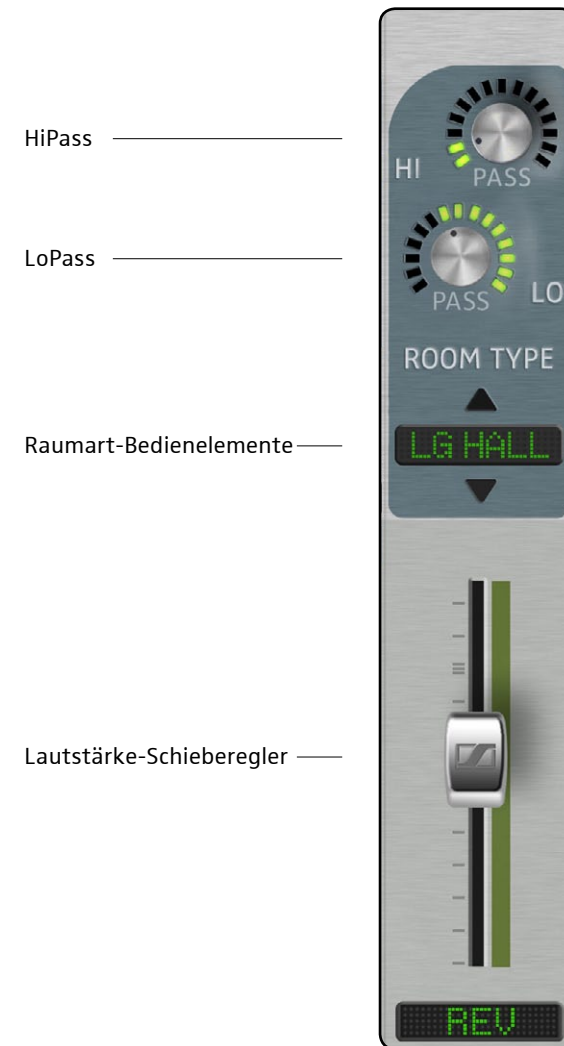 HiPass
HI
PASS
LoPass
LO
PASS
ROOM TYPE
Raumart-Bedienelemente
LG HALL
Lautstärke-Schieberegler
REV